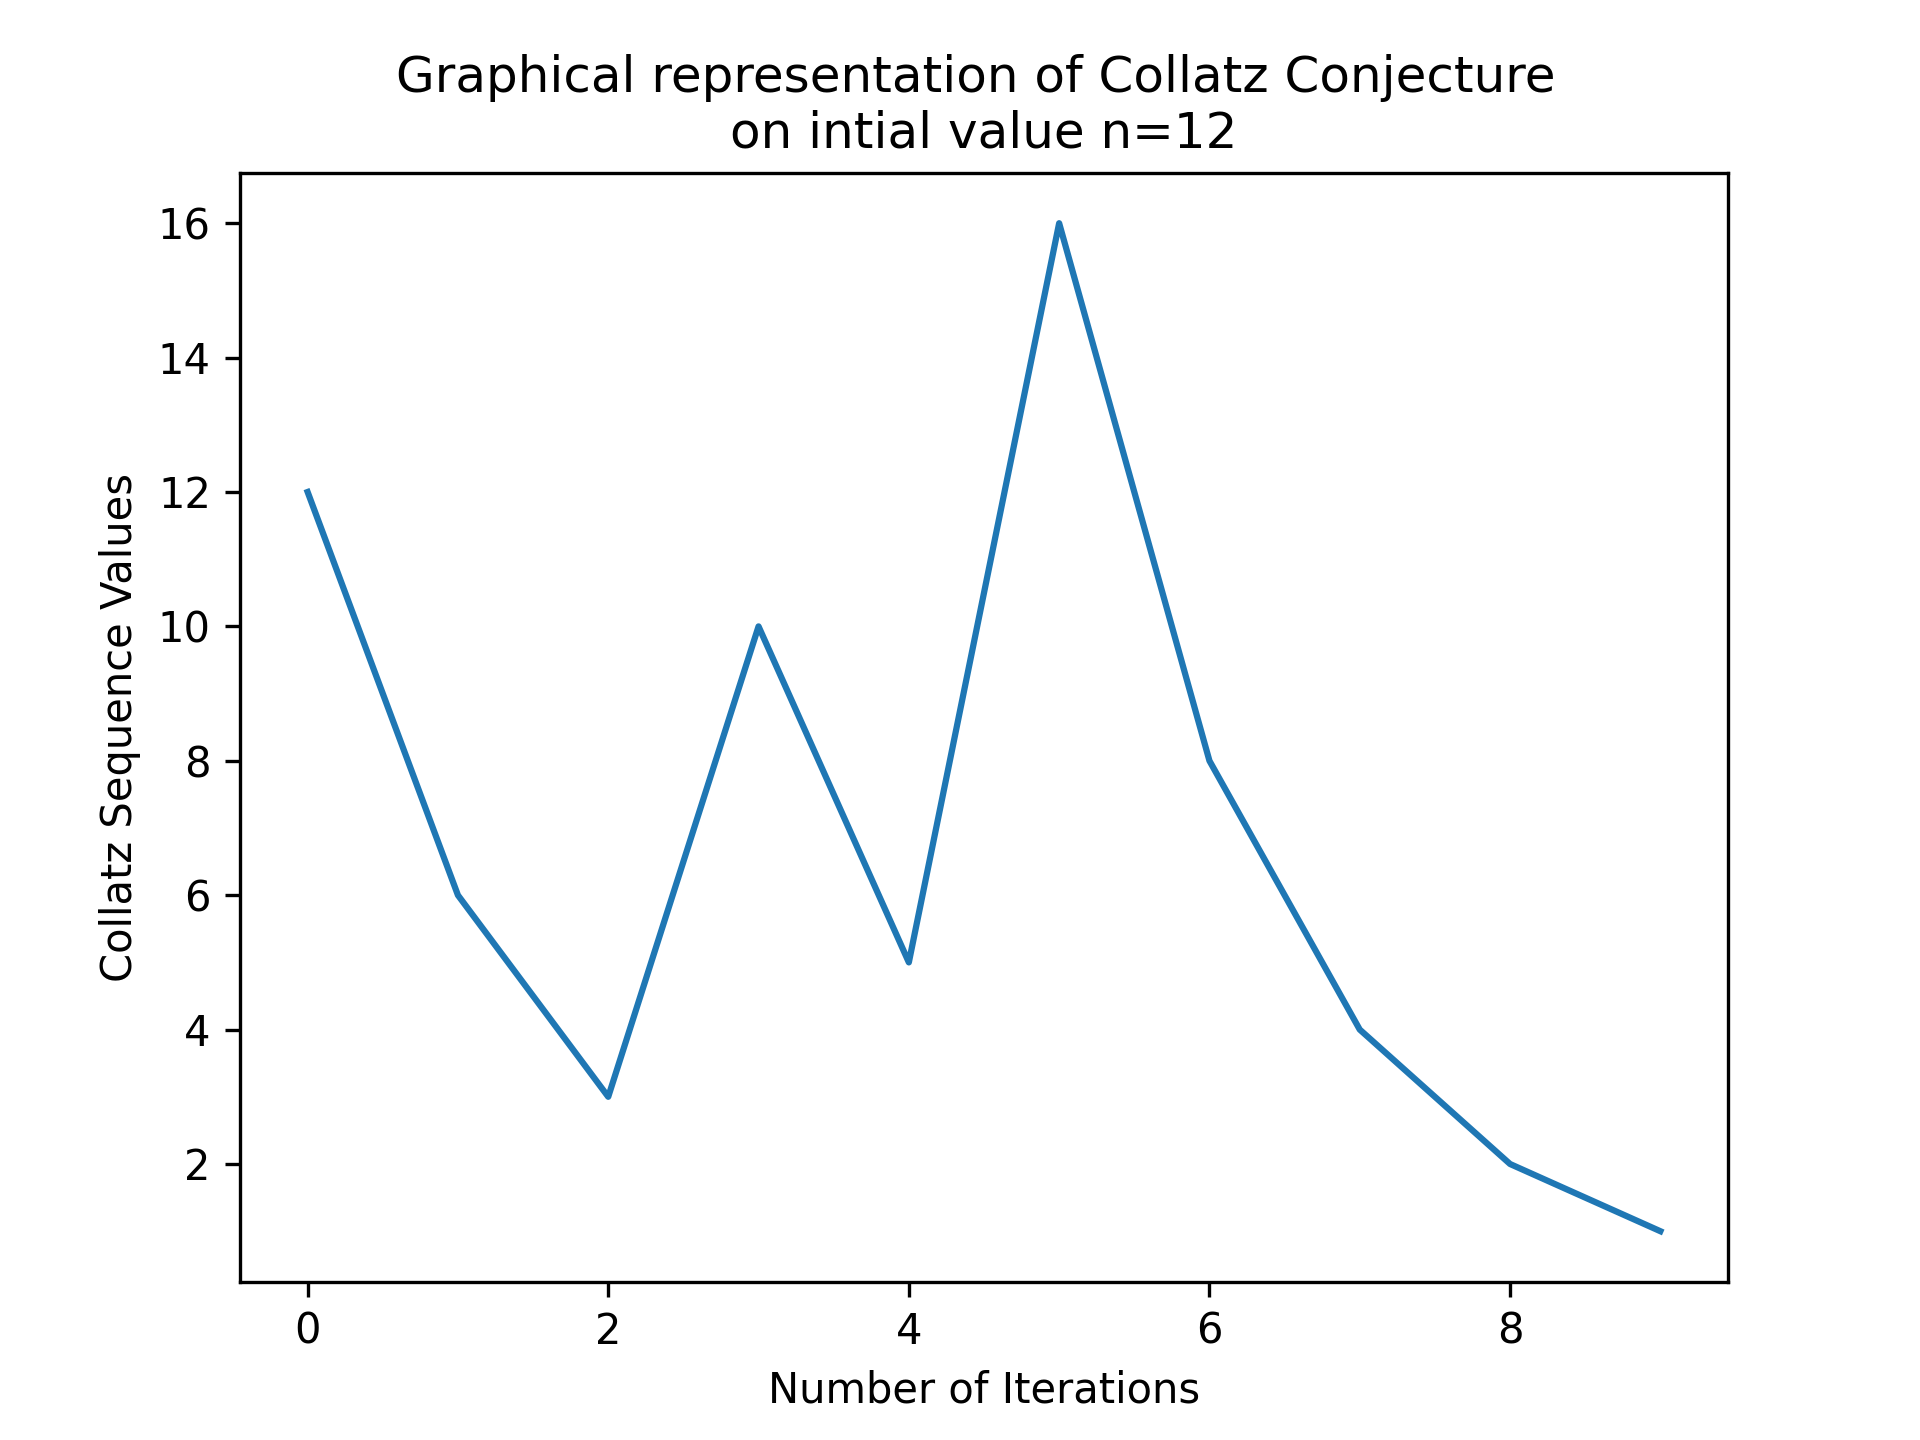 Graphical representation of Collatz Conjecture
on intial value n=12
16
14
12
10
8
6
4
2
Collatz Sequence Values
0 2 4 6 8
Number of Iterations